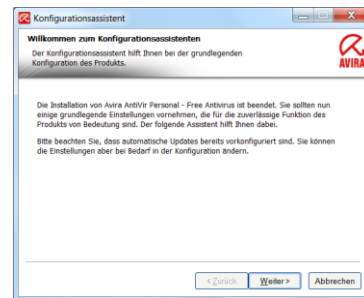 Konfigurationsassistent
Willkommen zum Konfigurationsassistenten
Der Konfigurationsassistent hilft Ihnen bei der grundlegenden
Konfiguration des Produkts.
AVIRA
Die Installation von Avira AntiVir Personal - Free Antivirus ist beendet. Sie sollten nun
einige grundlegende Einstellungen vornehmen, die für die zuverlässige Funktion des
Produkts von Bedeutung sind. Der folgende Assistent hilft Ihnen dabei.
Bitte beachten Sie, dass automatische Updates bereits vorkonfiguriert sind. Sie können
die Einstellungen aber bei Bedarf in der Konfiguration ändern.
< Zurück
Weiter >
Abbrechen